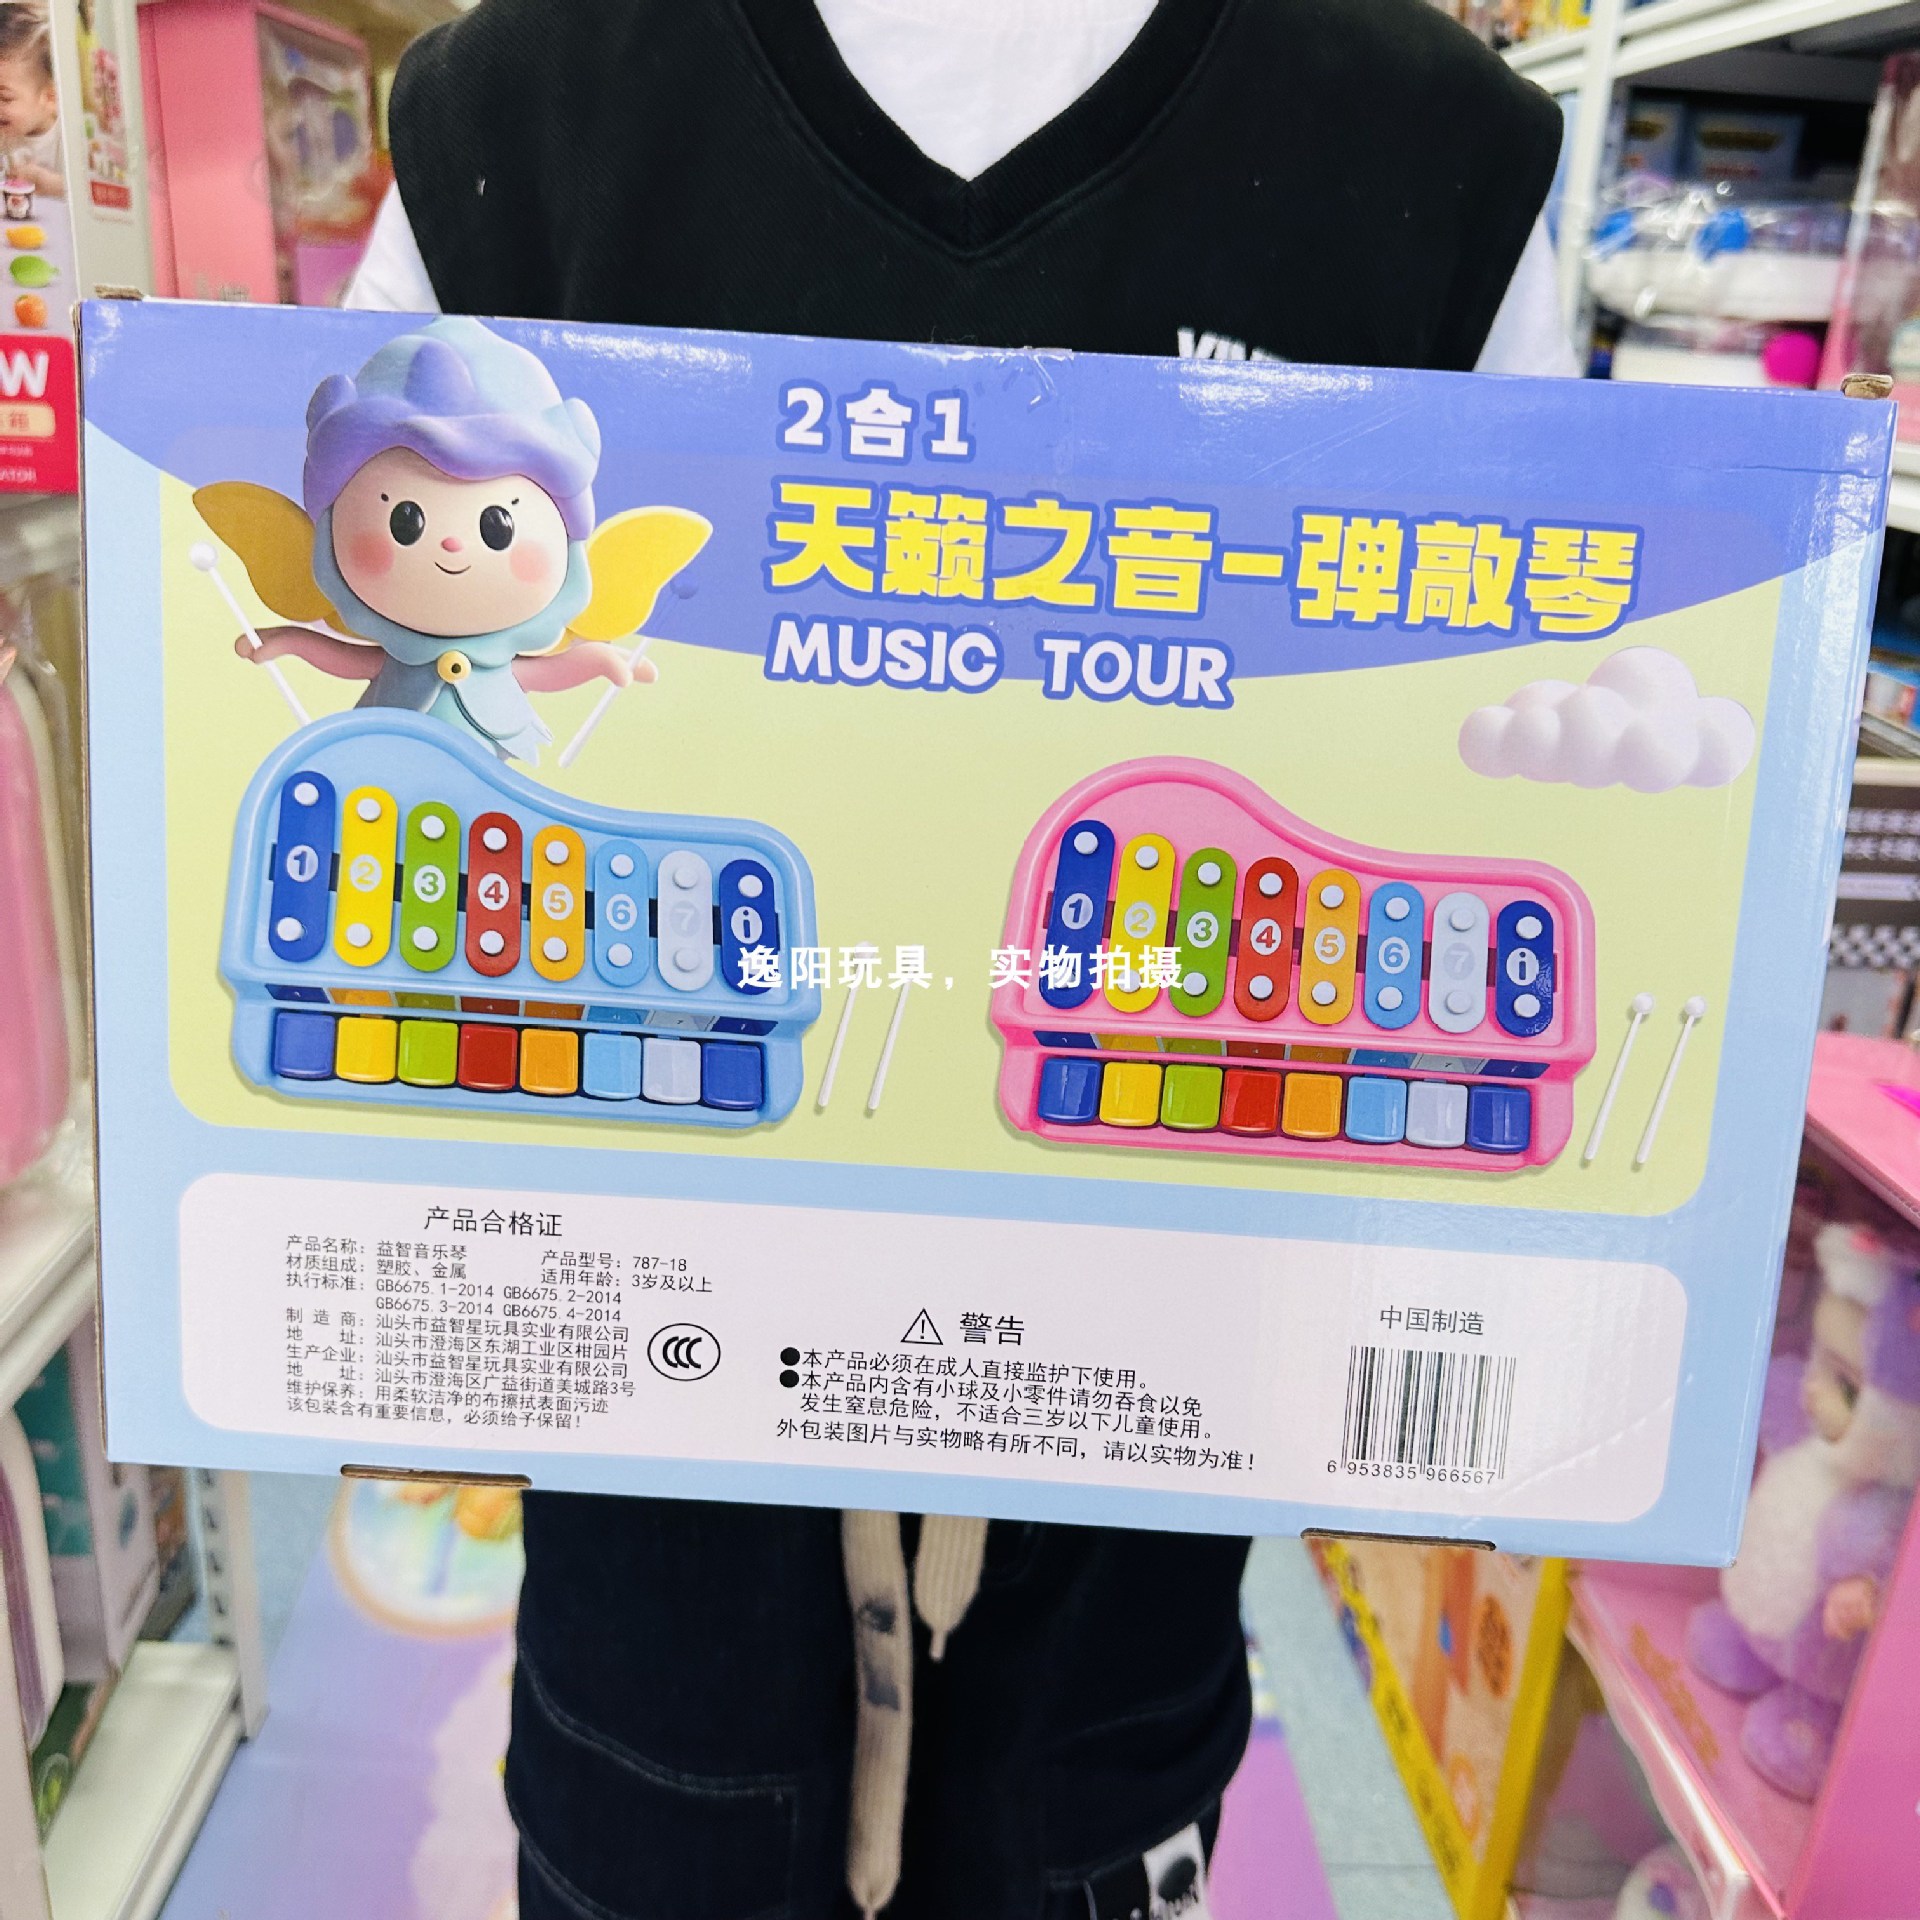 2合1
天籁之音-弹敲琴
MUSIC TOUR
1 2 3 4 5 6 7 i
1 2 3 4 5 6 7 i
逸阳玩具，实物拍摄
产品合格证
产品名称：益智音乐琴 产品型号：787-18
材质组成：塑胶、金属 适用年龄：3岁及以上
执行标准：GB6675.1-2014 GB6675.2-2014
GB6675.3-2014 GB6675.4-2014
制造商：汕头市益智星玩具实业有限公司
地址：汕头市澄海区东湖工业区柑园片
生产企业：汕头市益智星玩具实业有限公司
地址：汕头市澄海区广益街道美城路3号
维护保养：用柔软洁净的布擦拭表面污迹
该包装含有重要信息，必须给予保留！
CCC
警告
●本产品必须在成人直接监护下使用。
●本产品内含有小球及小零件请勿吞食以免
发生窒息危险，不适合三岁以下儿童使用。
外包装图片与实物略有所不同，请以实物为准！
中国制造
6 953835 966567